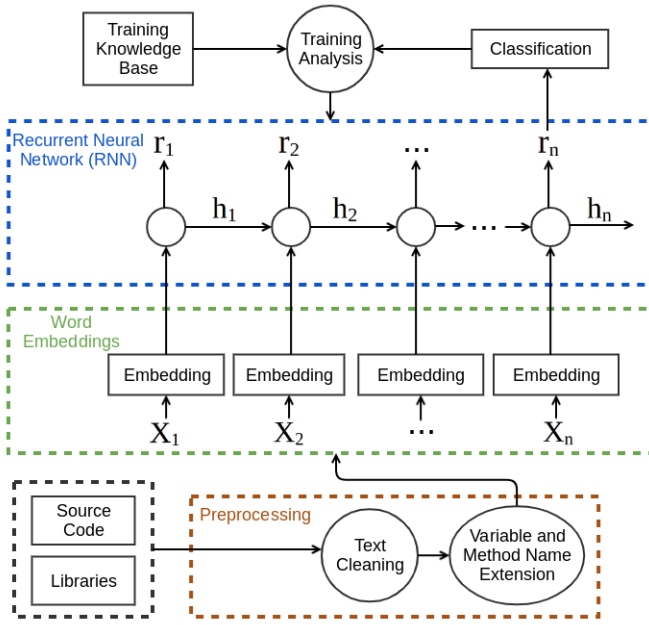 Training
Knowledge
Base
Training
Analysis
Classification
Recurrent Neural
Network (RNN)
r₁
r₂
...
rₙ
h₁
h₂
...
hₙ
Word
Embeddings
Embedding
Embedding
Embedding
Embedding
X₁
X₂
...
Xₙ
Source
Code
Libraries
Preprocessing
Text
Cleaning
Variable and
Method Name
Extension